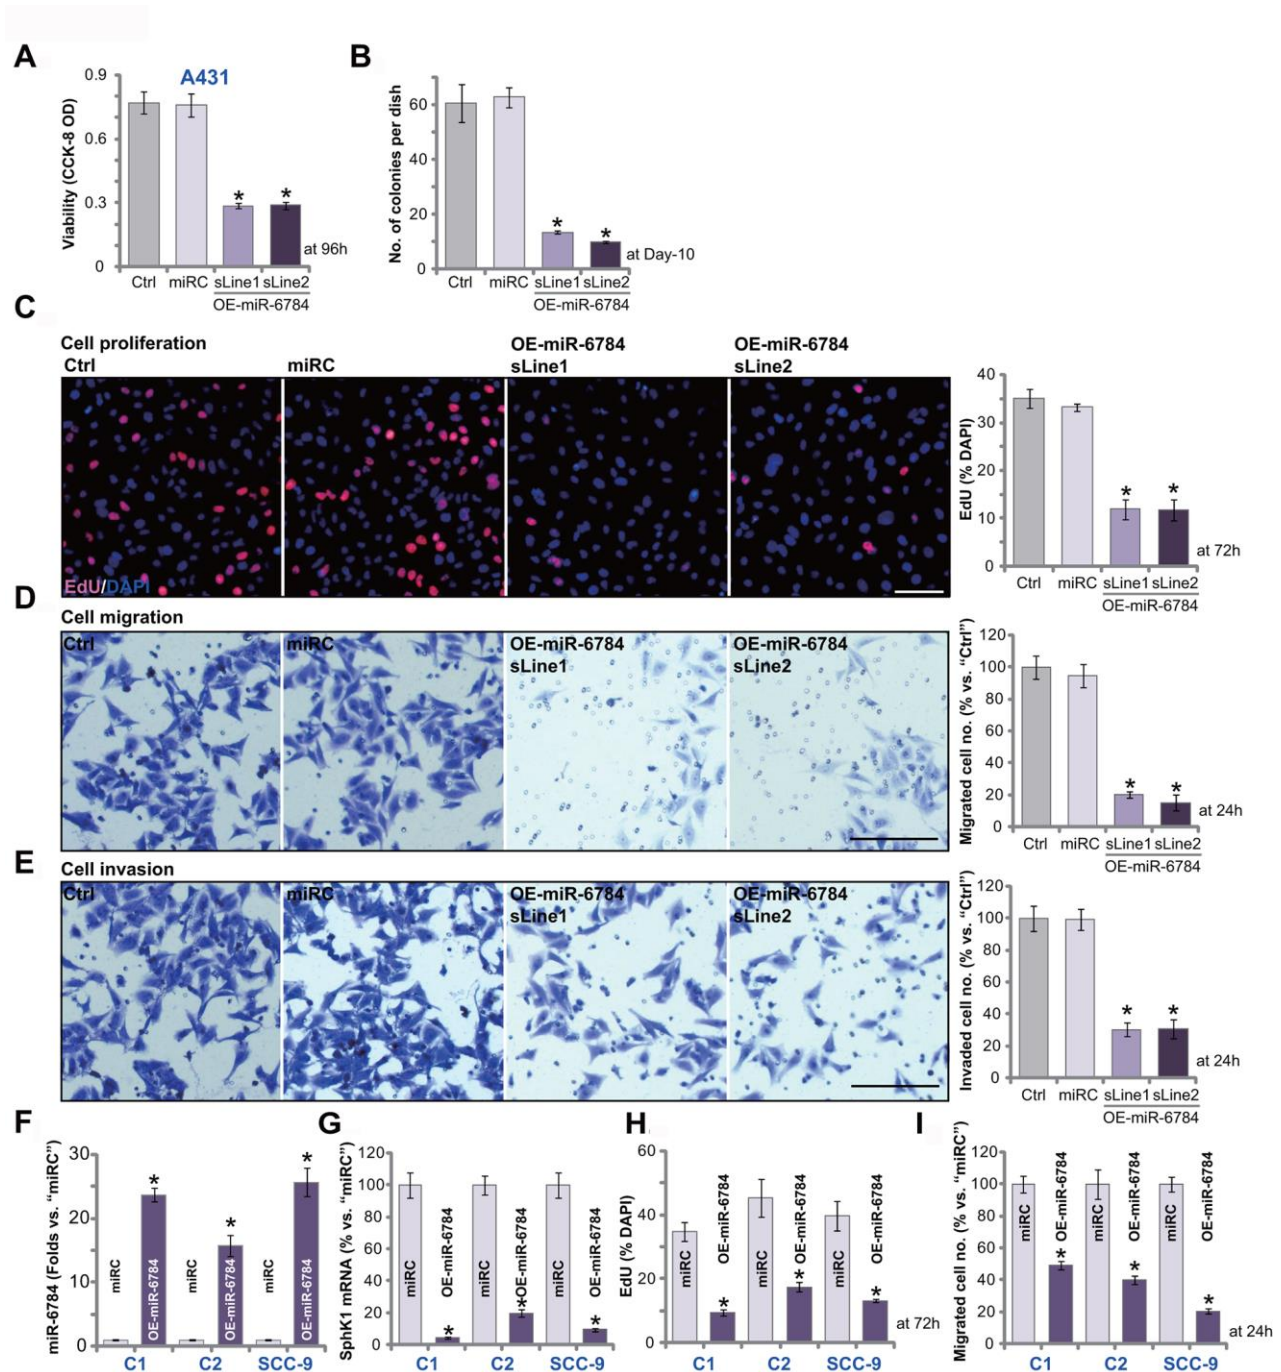 A
A431
Viability (CCK-8 OD)
0.9
0.6
0.3
0
*
*
at 96h
Ctrl miRC sLine1 sLine2
OE-miR-6784
B
No. of colonies per dish
60
40
20
0
*
*
at Day-10
Ctrl miRC sLine1 sLine2
OE-miR-6784
C
Cell proliferation
Ctrl
miRC
OE-miR-6784
sLine1
OE-miR-6784
sLine2
EdU/DAPI
EdU (% DAPI)
40
30
20
10
0
*
*
at 72h
Ctrl miRC sLine1 sLine2
OE-miR-6784
D
Cell migration
Ctrl
miRC
OE-miR-6784
sLine1
OE-miR-6784
sLine2
Migrated cell no. (% vs. “Ctrl”)
120
100
80
60
40
20
0
*
*
at 24h
Ctrl miRC sLine1 sLine2
OE-miR-6784
E
Cell invasion
Ctrl
miRC
OE-miR-6784
sLine1
OE-miR-6784
sLine2
Invaded cell no. (% vs. “Ctrl”)
120
100
80
60
40
20
0
*
*
at 24h
Ctrl miRC sLine1 sLine2
OE-miR-6784
F
miR-6784 (Folds vs. “miRC”)
30
20
10
0
miRC
OE-miR-6784
*
miRC
OE-miR-6784
*
miRC
OE-miR-6784
*
C1 C2 SCC-9
G
SphK1 mRNA (% vs. “miRC”)
120
100
80
60
40
20
0
miRC
OE-miR-6784
*
miRC
OE-miR-6784
*
miRC
OE-miR-6784
*
C1 C2 SCC-9
H
EdU (% DAPI)
60
40
20
0
miRC
OE-miR-6784
*
miRC
OE-miR-6784
*
miRC
OE-miR-6784
*
at 72h
C1 C2 SCC-9
I
Migrated cell no. (% vs. “miRC”)
120
100
80
60
40
20
0
miRC
OE-miR-6784
*
miRC
OE-miR-6784
*
miRC
OE-miR-6784
*
at 24h
C1 C2 SCC-9